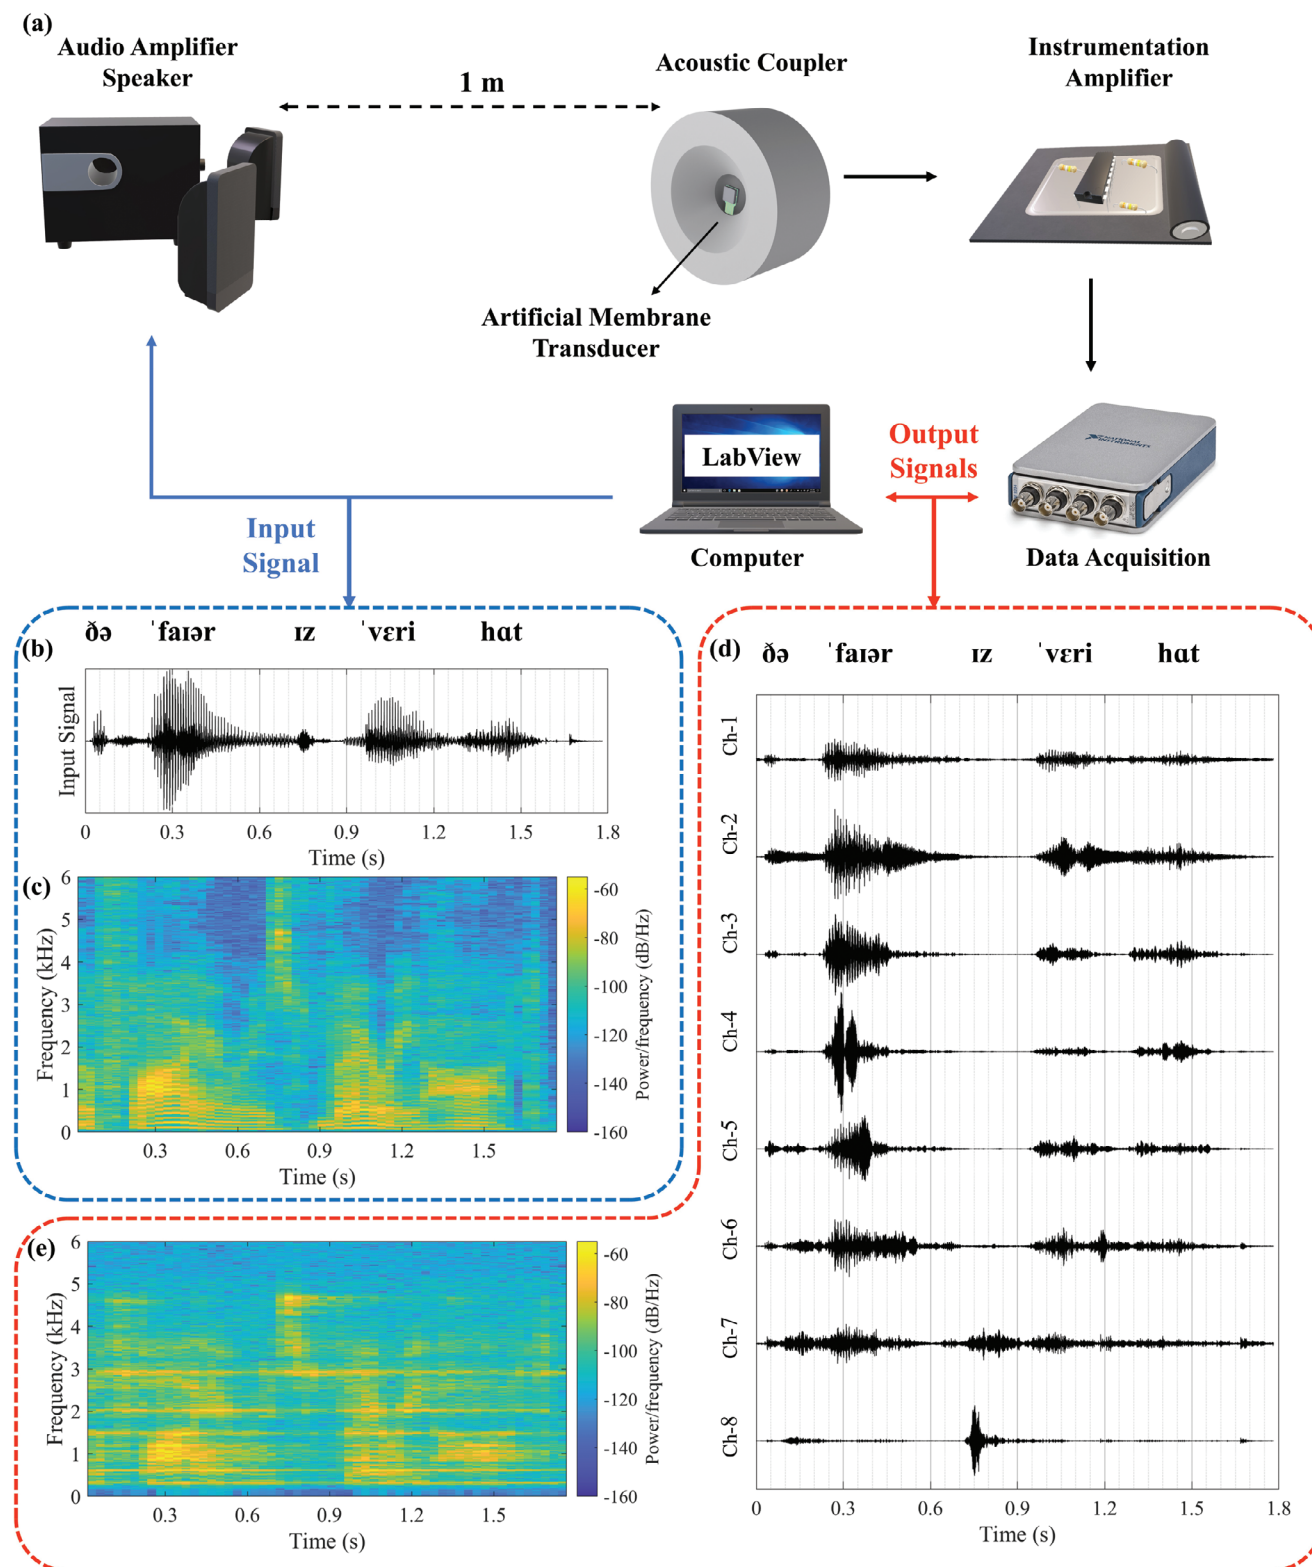 (a)
Audio Amplifier
Speaker
1 m
Acoustic Coupler
Instrumentation
Amplifier
Artificial Membrane
Transducer
NATIONAL
INSTRUMENTS
LabView
Output
Signals
Input
Signal
Computer
Data Acquisition
(b)
ðə ˈfaɪər ɪz ˈvɛri hɑt
Input Signal
0 0.3 0.6 0.9 1.2 1.5 1.8
Time (s)
(c)
6
5
4
3
2
1
0
Frequency (kHz)
0.3 0.6 0.9 1.2 1.5
Time (s)
-60
-80
-100
-120
-140
-160
Power/frequency (dB/Hz)
(d)
ðə ˈfaɪər ɪz ˈvɛri hɑt
Ch-1
Ch-2
Ch-3
Ch-4
Ch-5
Ch-6
Ch-7
Ch-8
0 0.3 0.6 0.9 1.2 1.5 1.8
Time (s)
(e)
6
5
4
3
2
1
0
Frequency (kHz)
0.3 0.6 0.9 1.2 1.5
Time (s)
-60
-80
-100
-120
-140
-160
Power/frequency (dB/Hz)